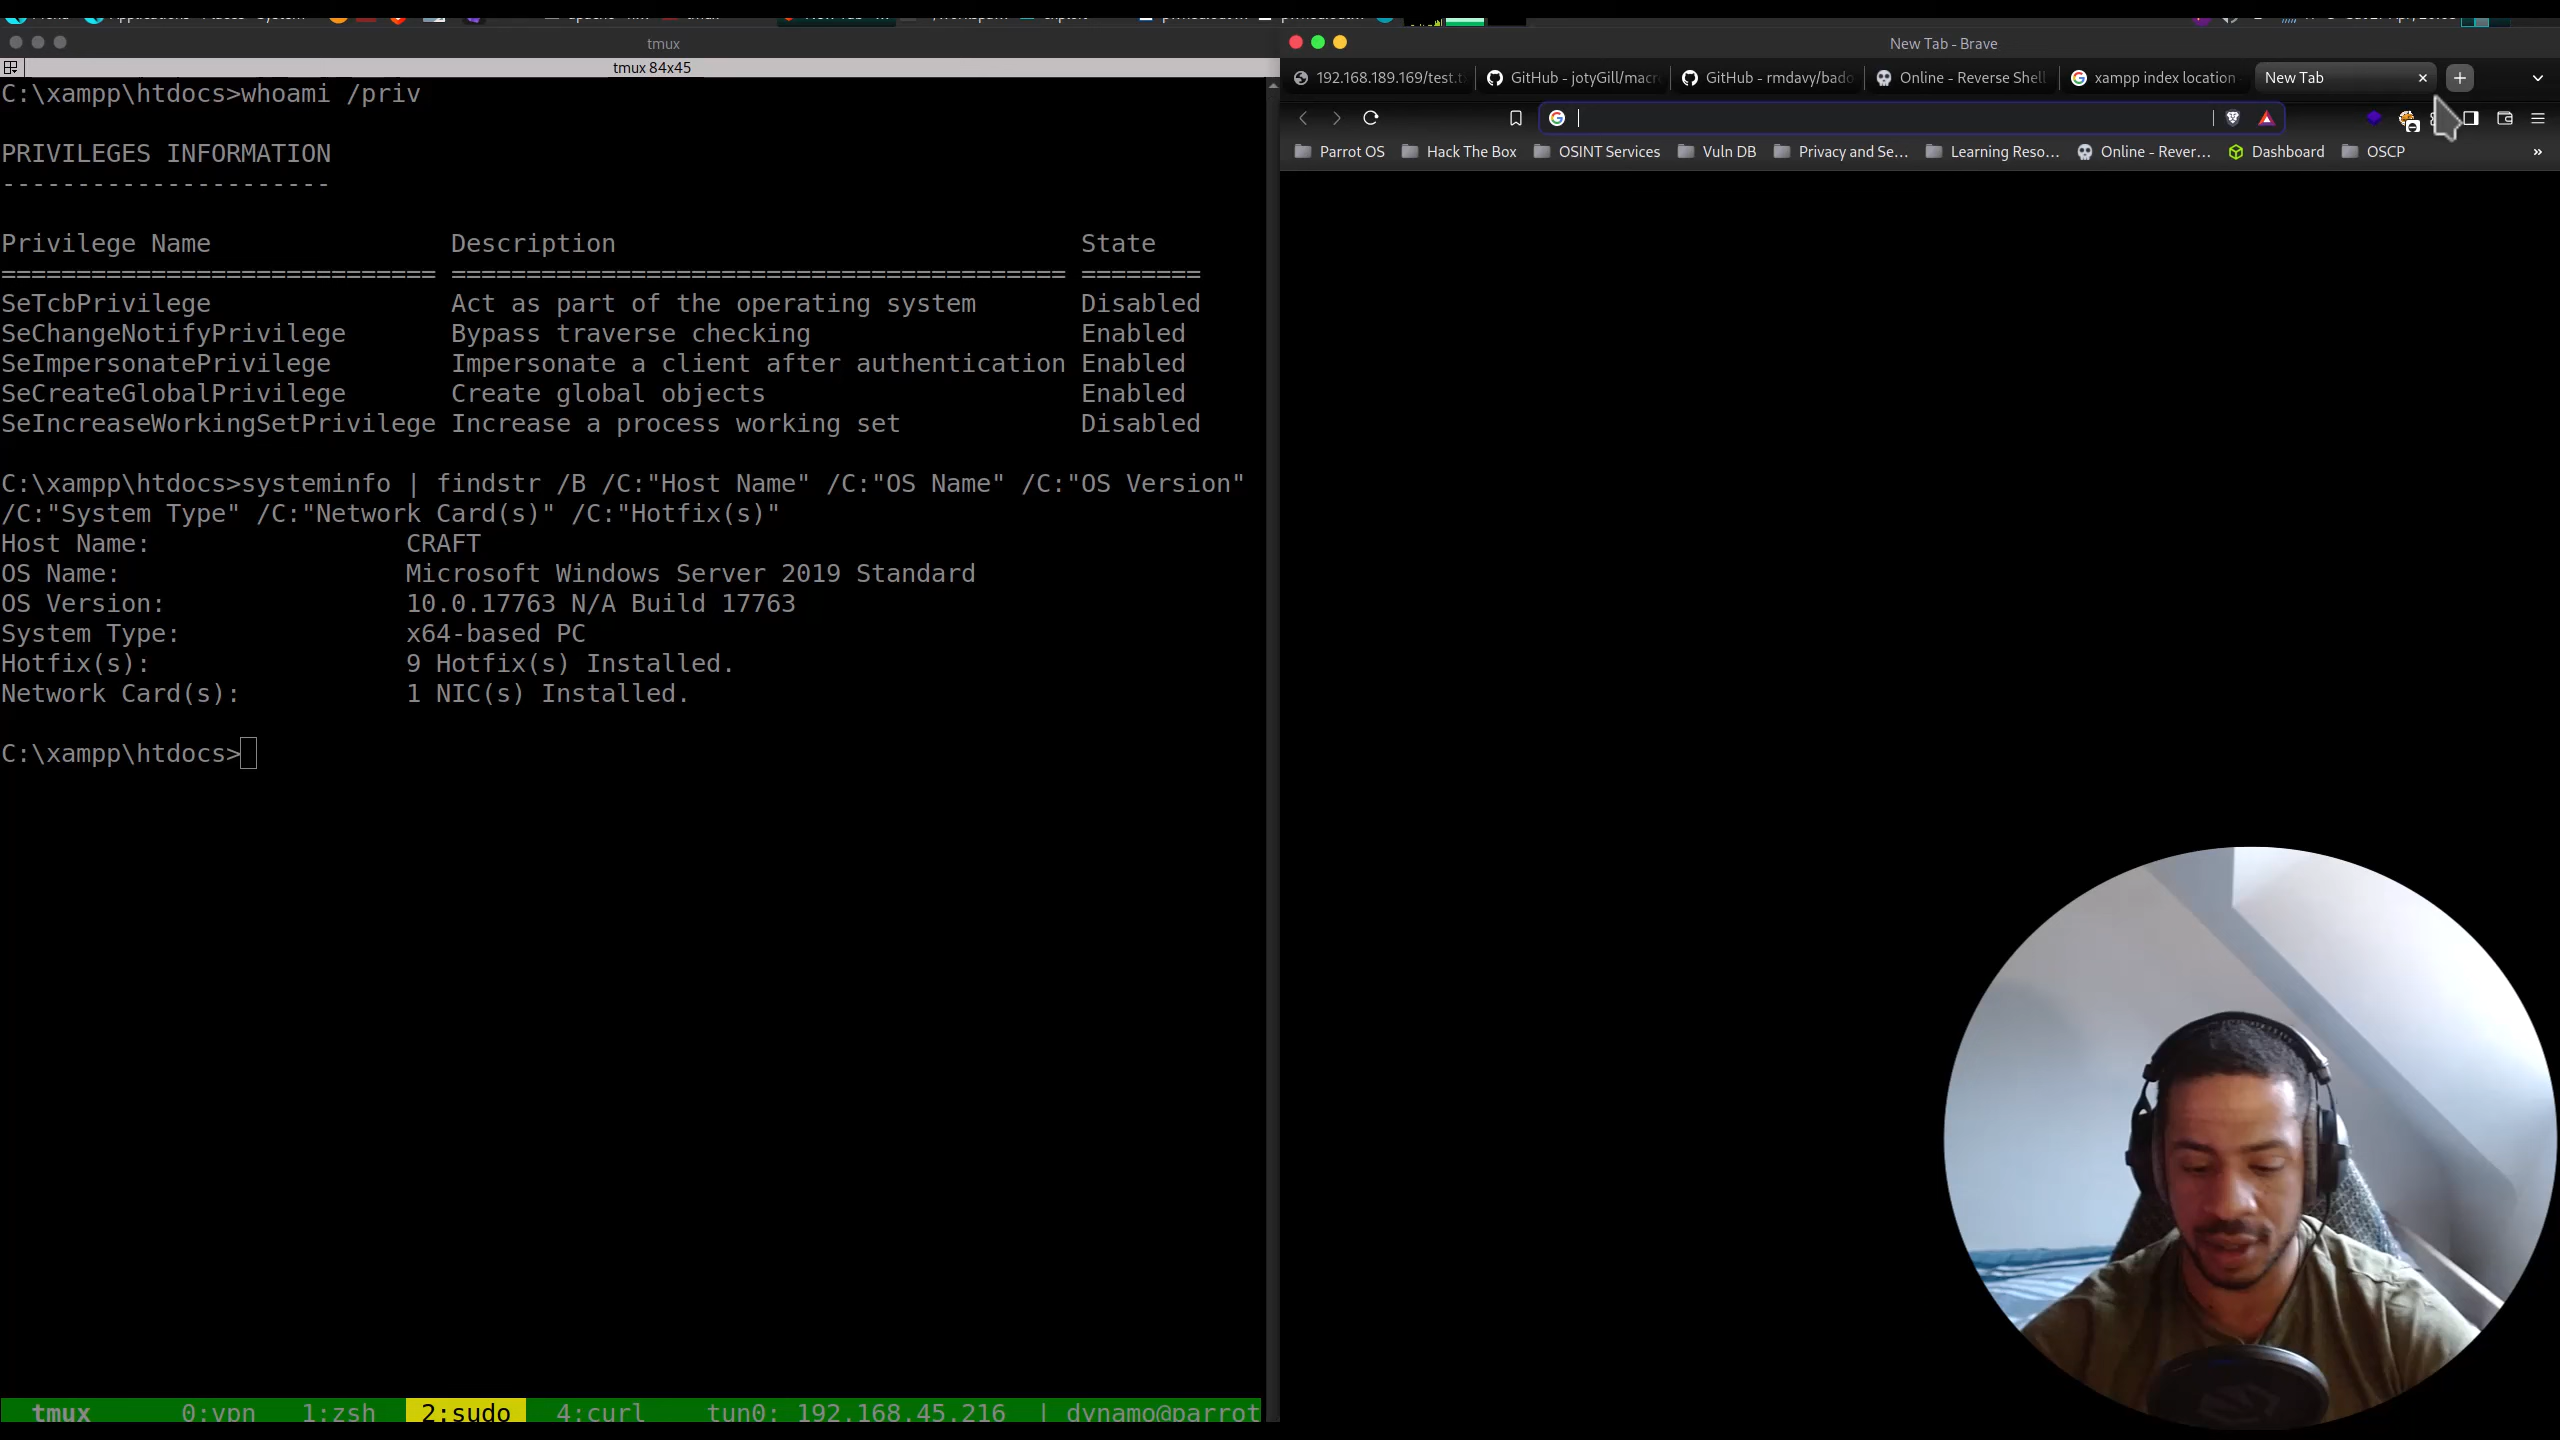 tmux
tmux 84x45
C:\xampp\htdocs>whoami /priv
PRIVILEGES INFORMATION
----------------------
Privilege Name Description State
============================= ========================================= ========
SeTcbPrivilege Act as part of the operating system Disabled
SeChangeNotifyPrivilege Bypass traverse checking Enabled
SeImpersonatePrivilege Impersonate a client after authentication Enabled
SeCreateGlobalPrivilege Create global objects Enabled
SeIncreaseWorkingSetPrivilege Increase a process working set Disabled
C:\xampp\htdocs>systeminfo | findstr /B /C:"Host Name" /C:"OS Name" /C:"OS Version"
/C:"System Type" /C:"Network Card(s)" /C:"Hotfix(s)"
Host Name: CRAFT
OS Name: Microsoft Windows Server 2019 Standard
OS Version: 10.0.17763 N/A Build 17763
System Type: x64-based PC
Hotfix(s): 9 Hotfix(s) Installed.
Network Card(s): 1 NIC(s) Installed.
C:\xampp\htdocs>
tmux 0:vpn 1:zsh 2:sudo 4:curl tun0: 192.168.45.216 | dynamo@parrot
New Tab - Brave
192.168.189.169/test.t GitHub - jotyGill/macr GitHub - rmdavy/bado Online - Reverse Shell xampp index location New Tab
Parrot OS Hack The Box OSINT Services Vuln DB Privacy and Se... Learning Reso... Online - Rever... Dashboard OSCP »